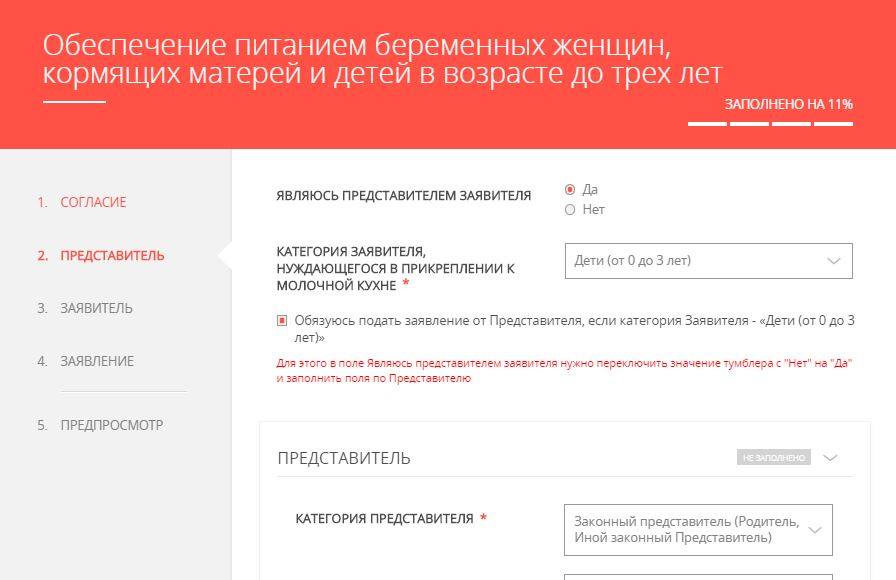 Обеспечение питанием беременных женщин,
кормящих матерей и детей в возрасте до трех лет
ЗАПОЛНЕНО НА 11%
1. СОГЛАСИЕ
2. ПРЕДСТАВИТЕЛЬ
3. ЗАЯВИТЕЛЬ
4. ЗАЯВЛЕНИЕ
5. ПРЕДПРОСМОТР
ЯВЛЯЮСЬ ПРЕДСТАВИТЕЛЕМ ЗАЯВИТЕЛЯ
Да
Нет
КАТЕГОРИЯ ЗАЯВИТЕЛЯ,
НУЖДАЮЩЕГОСЯ В ПРИКРЕПЛЕНИИ К
МОЛОЧНОЙ КУХНЕ *
Дети (от 0 до 3 лет)
Обязуюсь подать заявление от Представителя, если категория Заявителя - «Дети (от 0 до 3
лет)»
Для этого в поле Являюсь представителем заявителя нужно переключить значение тумблера с "Нет" на "Да"
и заполнить поля по Представителю
ПРЕДСТАВИТЕЛЬ
НЕ ЗАПОЛНЕНО
КАТЕГОРИЯ ПРЕДСТАВИТЕЛЯ *
Законный представитель (Родитель,
Иной законный Представитель)